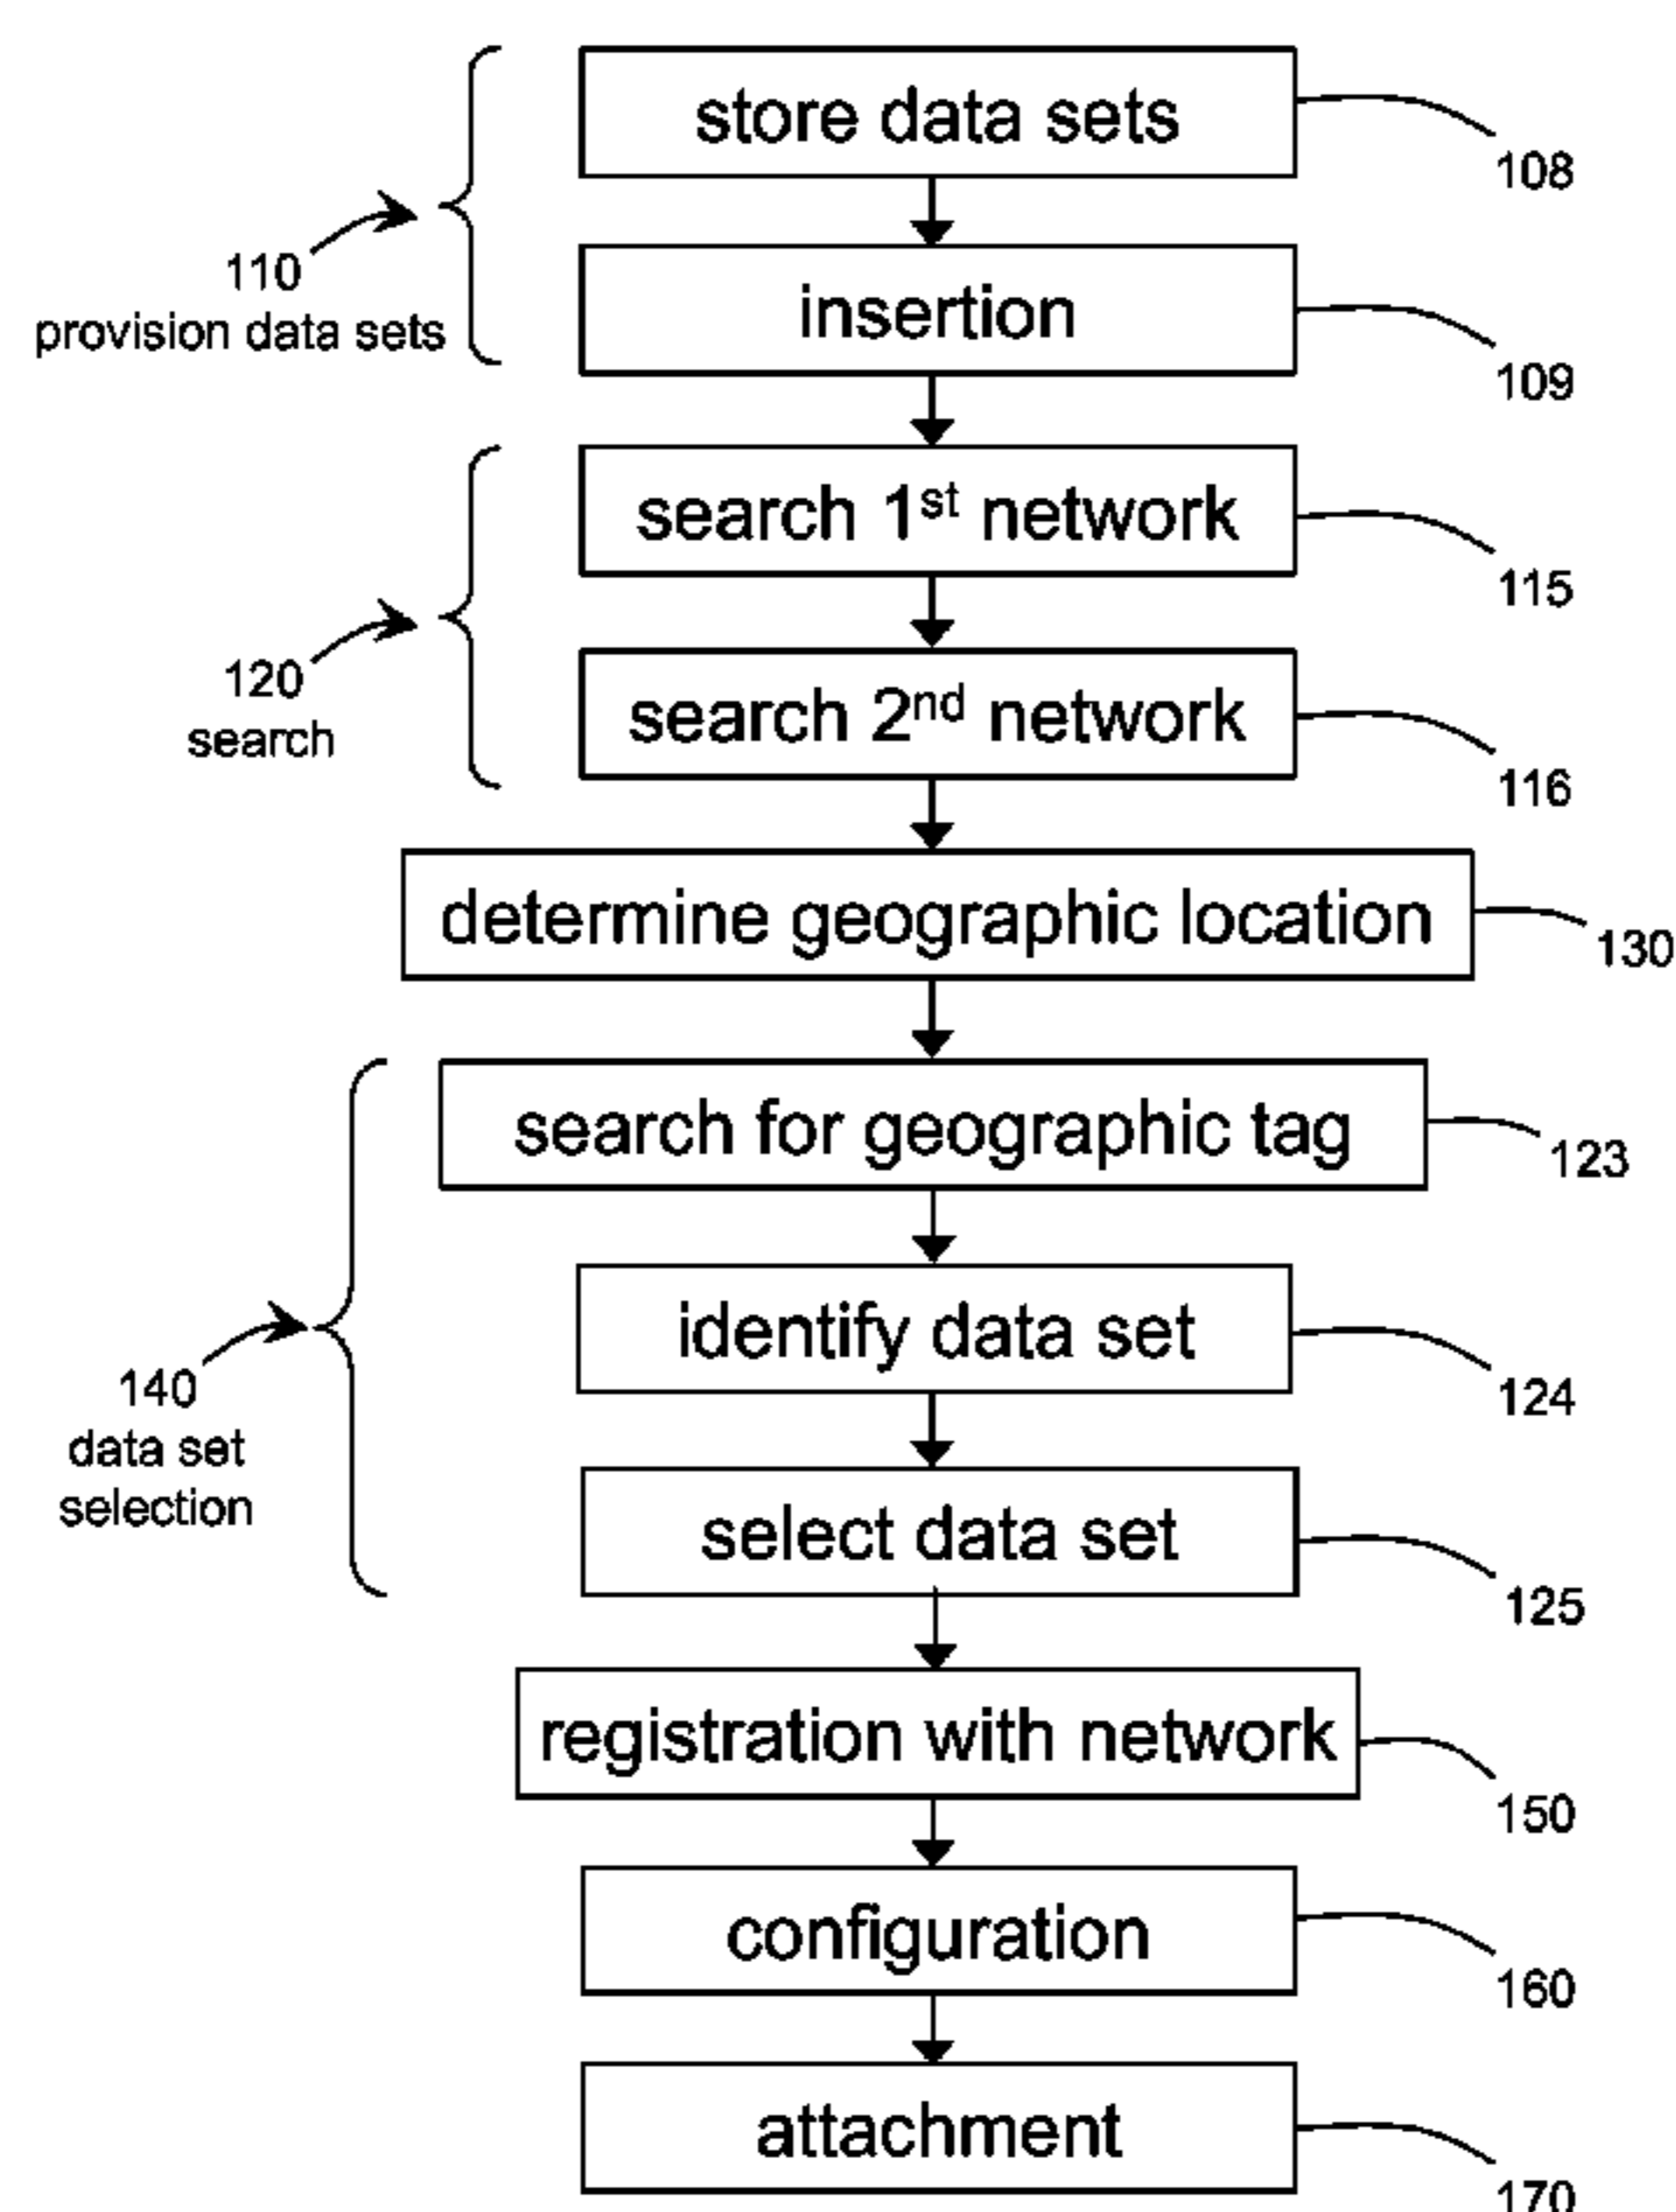 store data sets
108
110
provision data sets
insertion
109
search 1st network
115
120
search
search 2nd network
116
determine geographic location
130
search for geographic tag
123
identify data set
124
140
data set
selection
select data set
125
registration with network
150
configuration
160
attachment
170